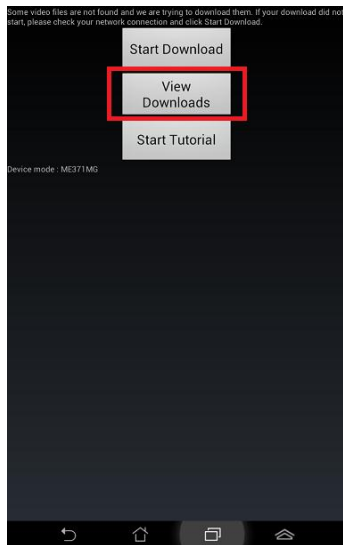 Some video files are not found and we are trying to download them. If your download did not
start, please check your network connection and click Start Download.
Start Download
View
Downloads
Start Tutorial
Device mode : ME371MG